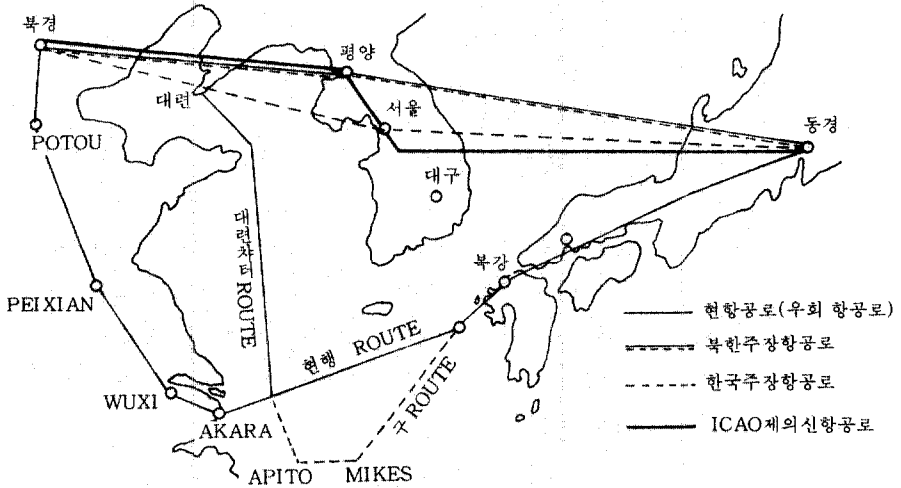 북경
평양
대련
서울
동경
POTOU
대구
대련차터 ROUTE
복강
PEIXIAN
현항공로(우회 항공로)
현행 ROUTE
북한주장항공로
구 ROUTE
한국주장항공로
WUXI
AKARA
ICAO제의신항공로
APITO
MIKES